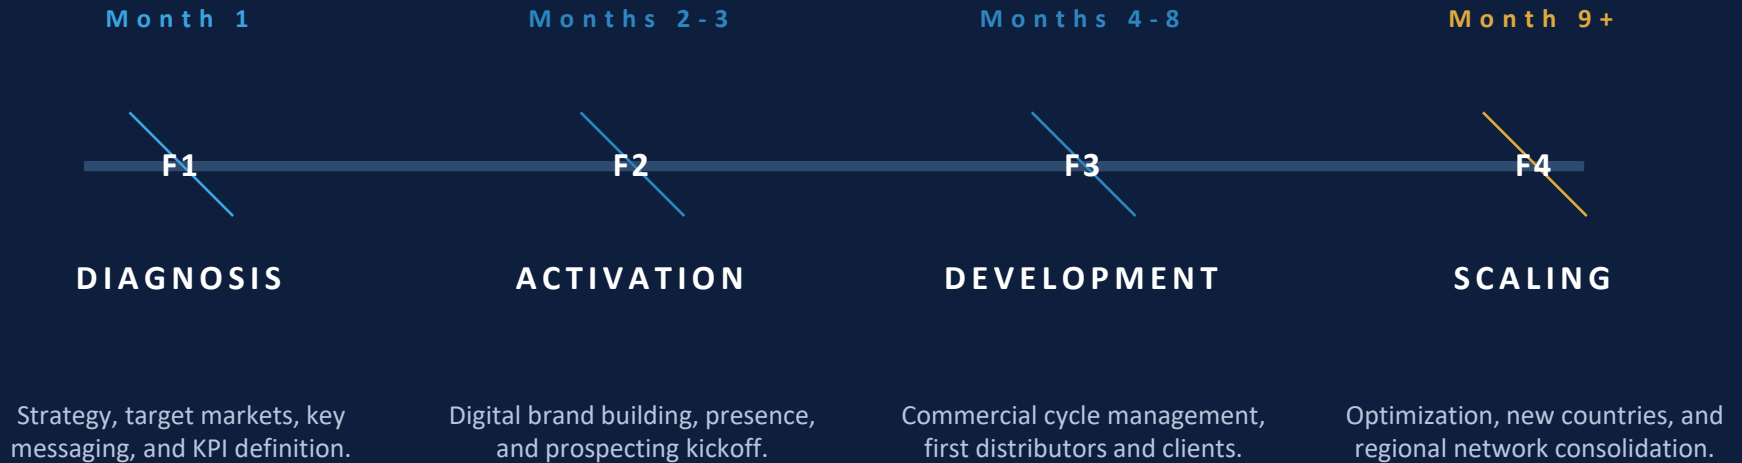 Month 1
Months 2-3
Months 4-8
Month 9+
F1
F2
F3
F4
DIAGNOSIS
ACTIVATION
DEVELOPMENT
SCALING
Strategy, target markets, key
messaging, and KPI definition.
Digital brand building, presence,
and prospecting kickoff.
Commercial cycle management,
first distributors and clients.
Optimization, new countries, and
regional network consolidation.